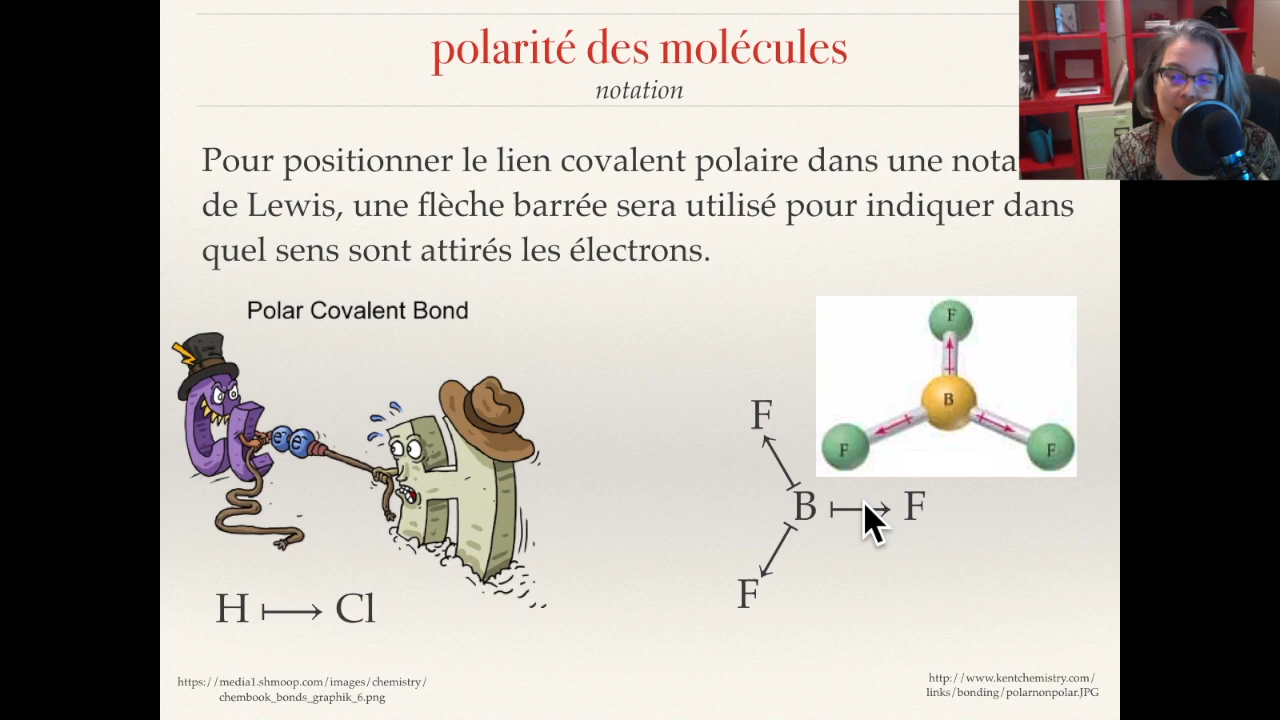 polarité des molécules
notation
Pour positionner le lien covalent polaire dans une
de Lewis, une flèche barrée sera utilisé pour indiquer dans
quel sens sont attirés les électrons.
Polar Covalent Bond
Cl
e⁻ e⁻
H
H Cl
F
B
F F
F
B F
F
https://media1.shmoop.com/images/chemistry/
chembook_bonds_graphik_6.png
http://www.kentchemistry.com/
links/bonding/polarnonpolar.JPG